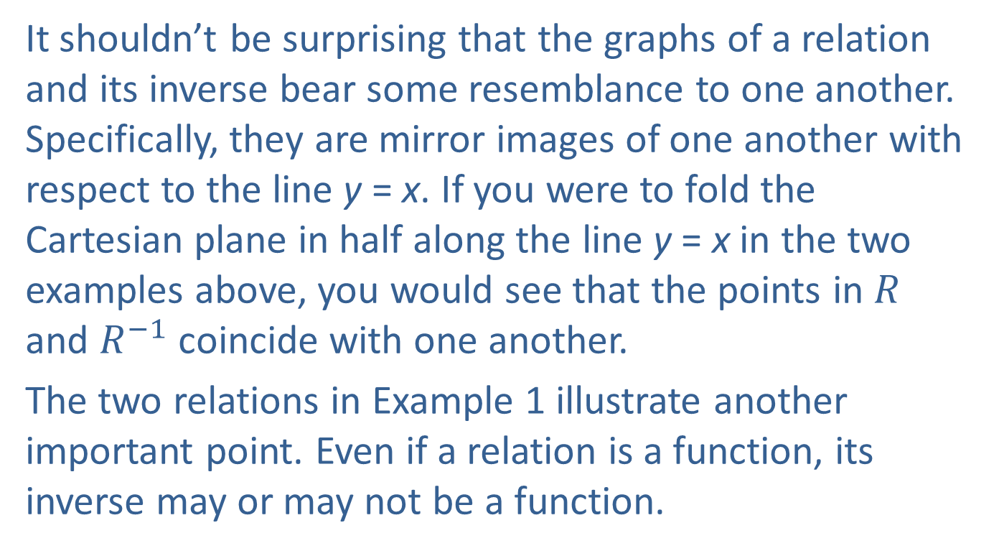 It shouldn’t be surprising that the graphs of a relation
and its inverse bear some resemblance to one another.
Specifically, they are mirror images of one another with
respect to the line y = x. If you were to fold the
Cartesian plane in half along the line y = x in the two
examples above, you would see that the points in R
and R⁻¹ coincide with one another.
The two relations in Example 1 illustrate another
important point. Even if a relation is a function, its
inverse may or may not be a function.